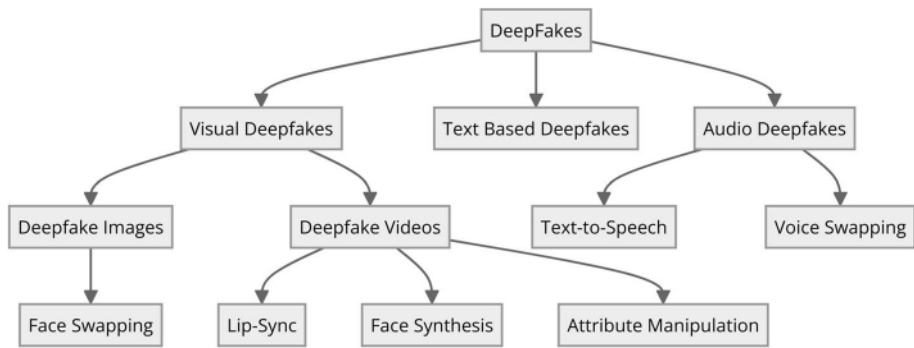 DeepFakes
Visual Deepfakes
Text Based Deepfakes
Audio Deepfakes
Deepfake Images
Deepfake Videos
Text-to-Speech
Voice Swapping
Face Swapping
Lip-Sync
Face Synthesis
Attribute Manipulation